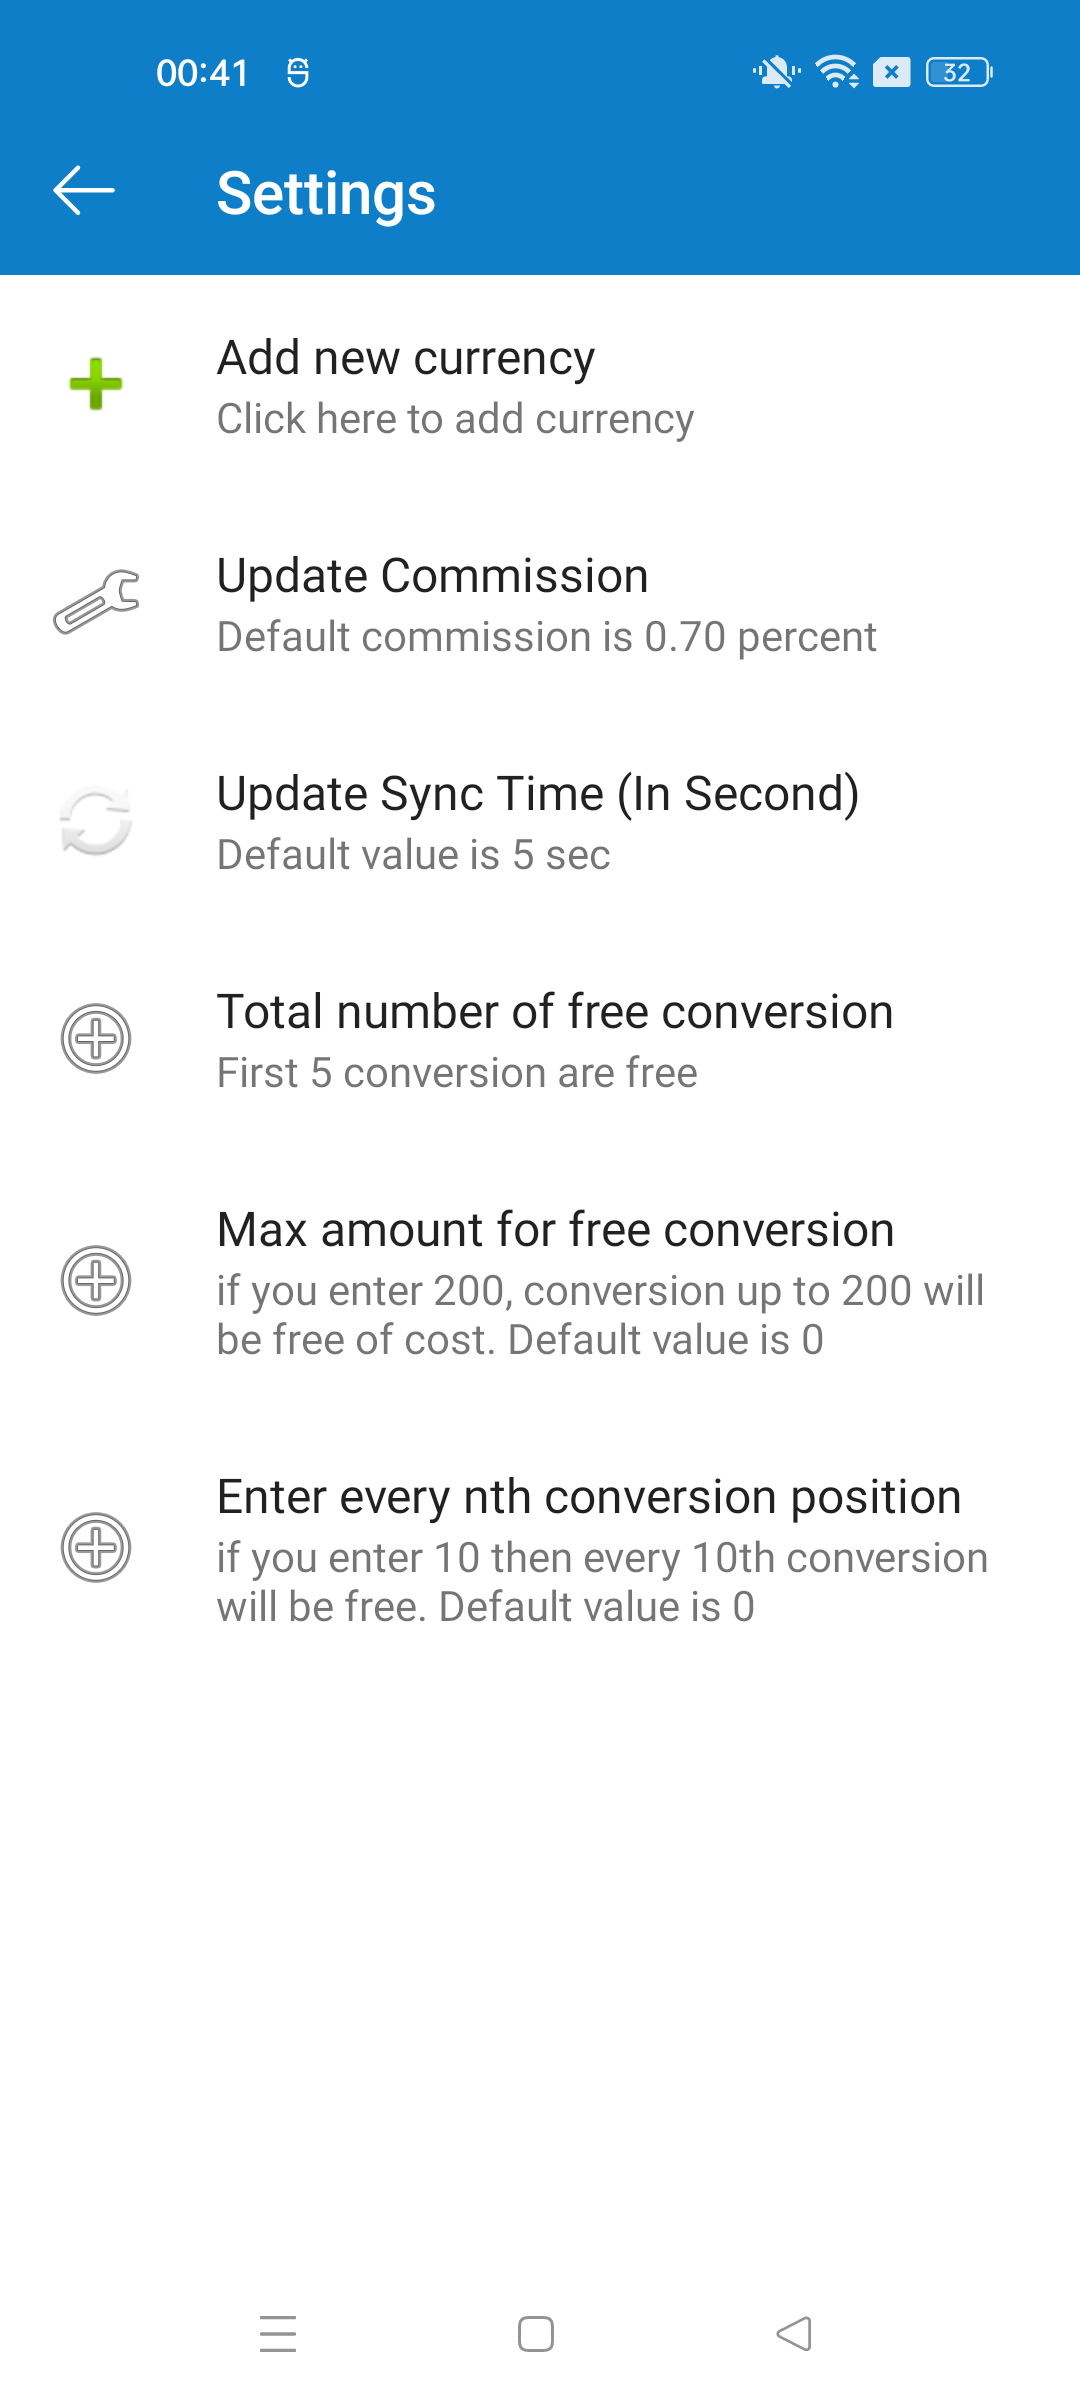 00:41
32
Settings
Add new currency
Click here to add currency
Update Commission
Default commission is 0.70 percent
Update Sync Time (In Second)
Default value is 5 sec
Total number of free conversion
First 5 conversion are free
Max amount for free conversion
if you enter 200, conversion up to 200 will
be free of cost. Default value is 0
Enter every nth conversion position
if you enter 10 then every 10th conversion
will be free. Default value is 0